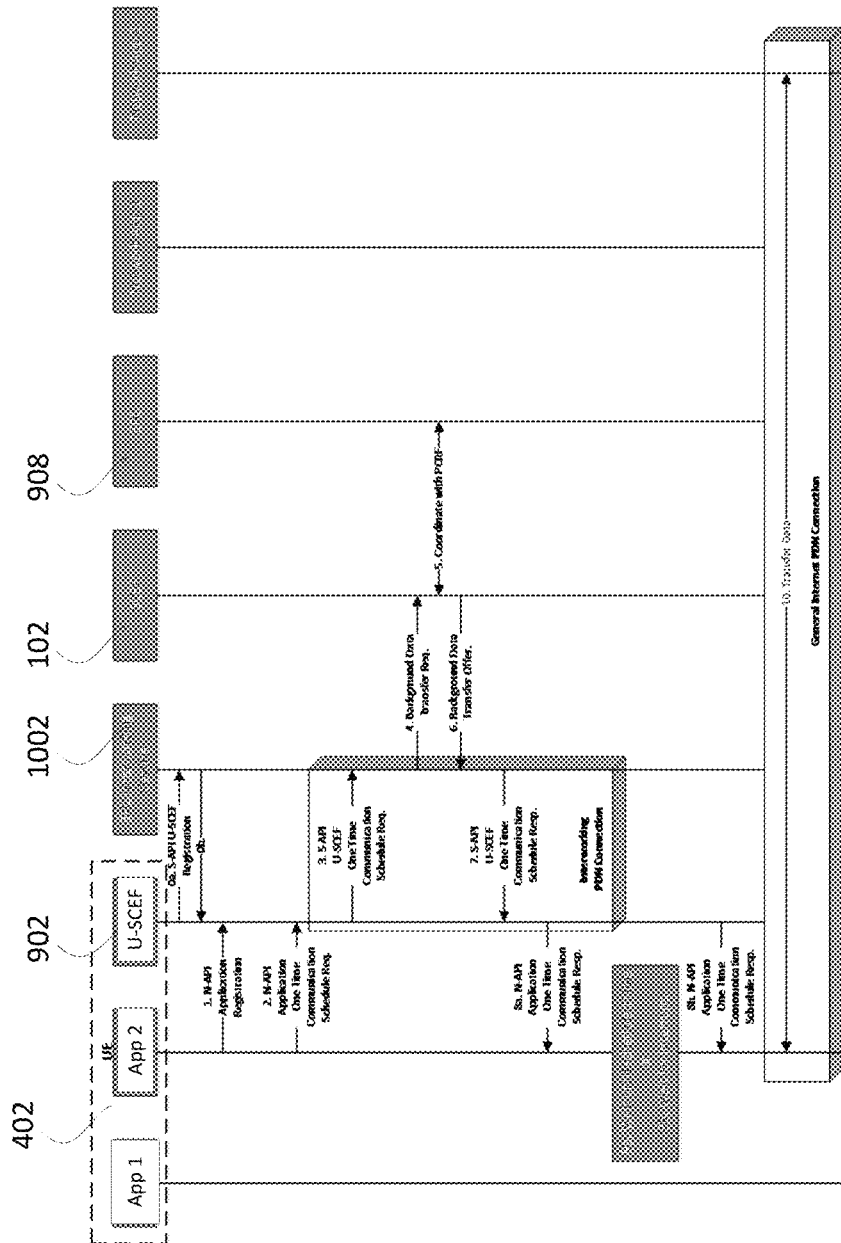 402
902
1002
102
908
UE
App 1
App 2
U-SCEF
0a. S-API U-SCEF
Registration
0b.
1. N-API
Application
Registration
2. N-API
Application
One Time
Communication
Schedule Req.
3. S-API
U-SCEF
One Time
Communication
Schedule Req.
4. Background Data
Transfer Req.
5. Coordinate with PCRF
6. Background Data
Transfer Offer.
7. S-API
U-SCEF
One Time
Communication
Schedule Resp.
Interworking
PDN Connection
8a. N-API
Application
One Time
Communication
Schedule Resp.
8b. N-API
Application
One Time
Communication
Schedule Resp.
10. Transfer Data
General Internet PDN Connection